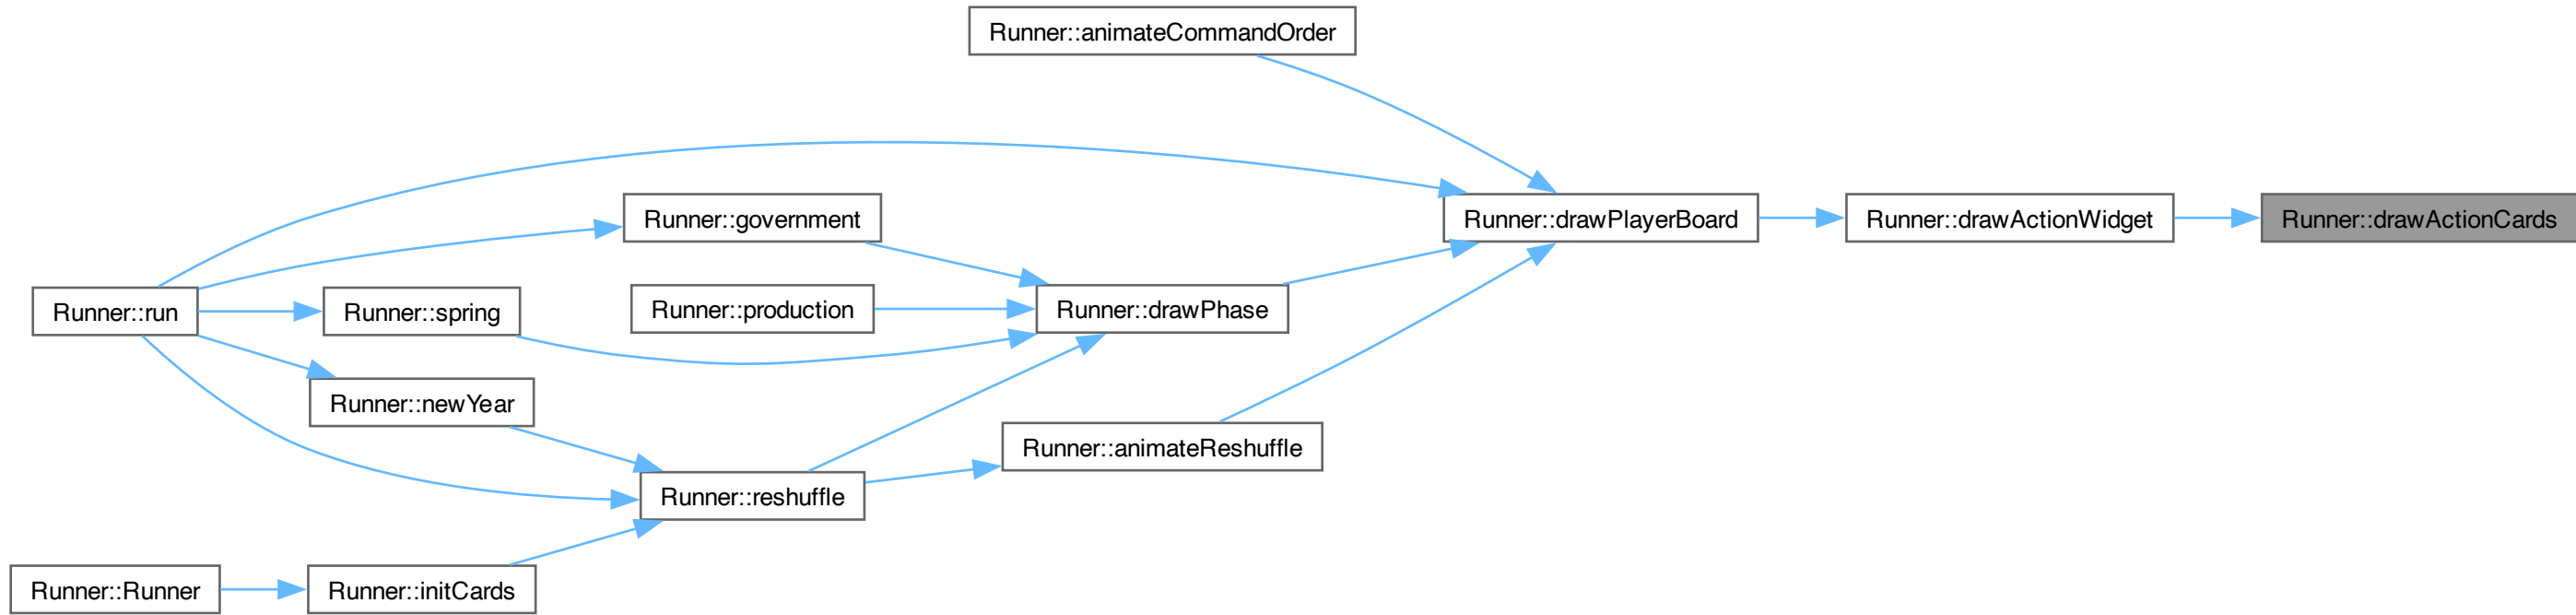 Runner::animateCommandOrder
Runner::government
Runner::drawPlayerBoard
Runner::drawActionWidget
Runner::drawActionCards
Runner::run
Runner::spring
Runner::production
Runner::drawPhase
Runner::newYear
Runner::animateReshuffle
Runner::reshuffle
Runner::Runner
Runner::initCards